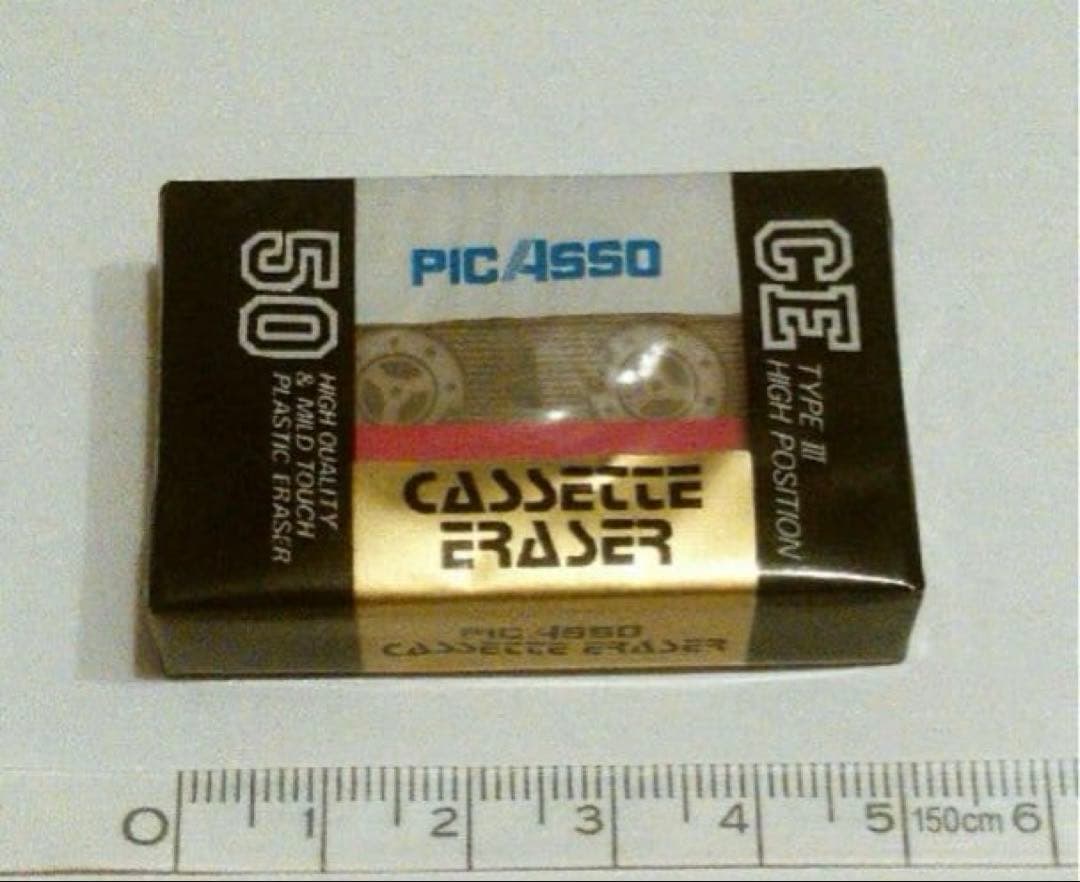 50
HIGH QUALITY
& MILD TOUCH
PLASTIC ERASER
PICASSO
CASSETTE
ERASER
PICASSO
CASSETTE ERASER
CE
TYPE III
HIGH POSITION
0 1 2 3 4 5 150cm 6